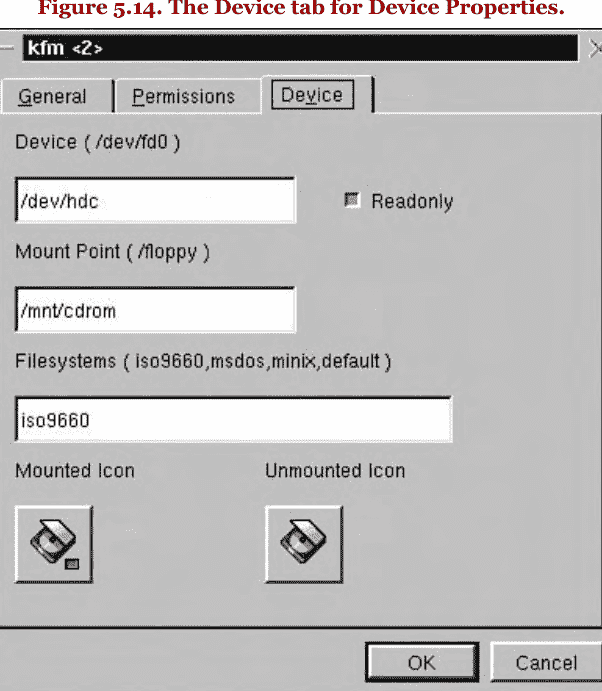 Figure 5.14. The Device tab for Device Properties.
kfm <2>
General Permissions Device
Device ( /dev/fd0 )
/dev/hdc Readonly
Mount Point ( /floppy )
/mnt/cdrom
Filesystems ( iso9660,msdos,minix,default )
iso9660
Mounted Icon Unmounted Icon
OK Cancel